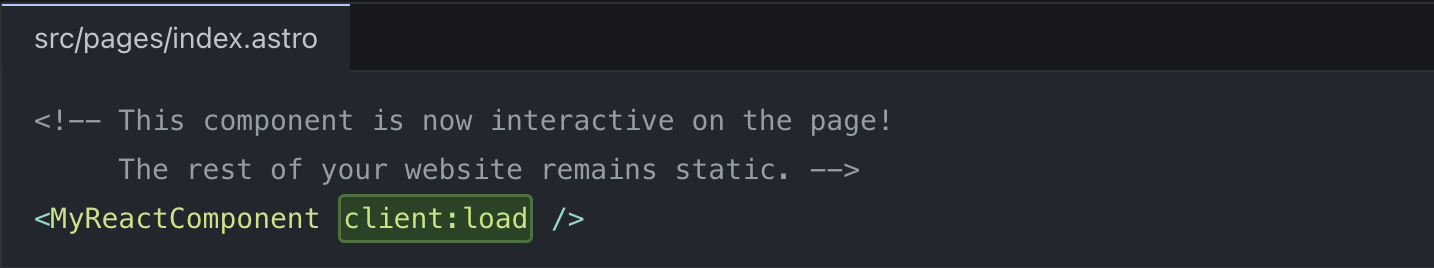 src/pages/index.astro
<!-- This component is now interactive on the page!
The rest of your website remains static. -->
<MyReactComponent client:load />